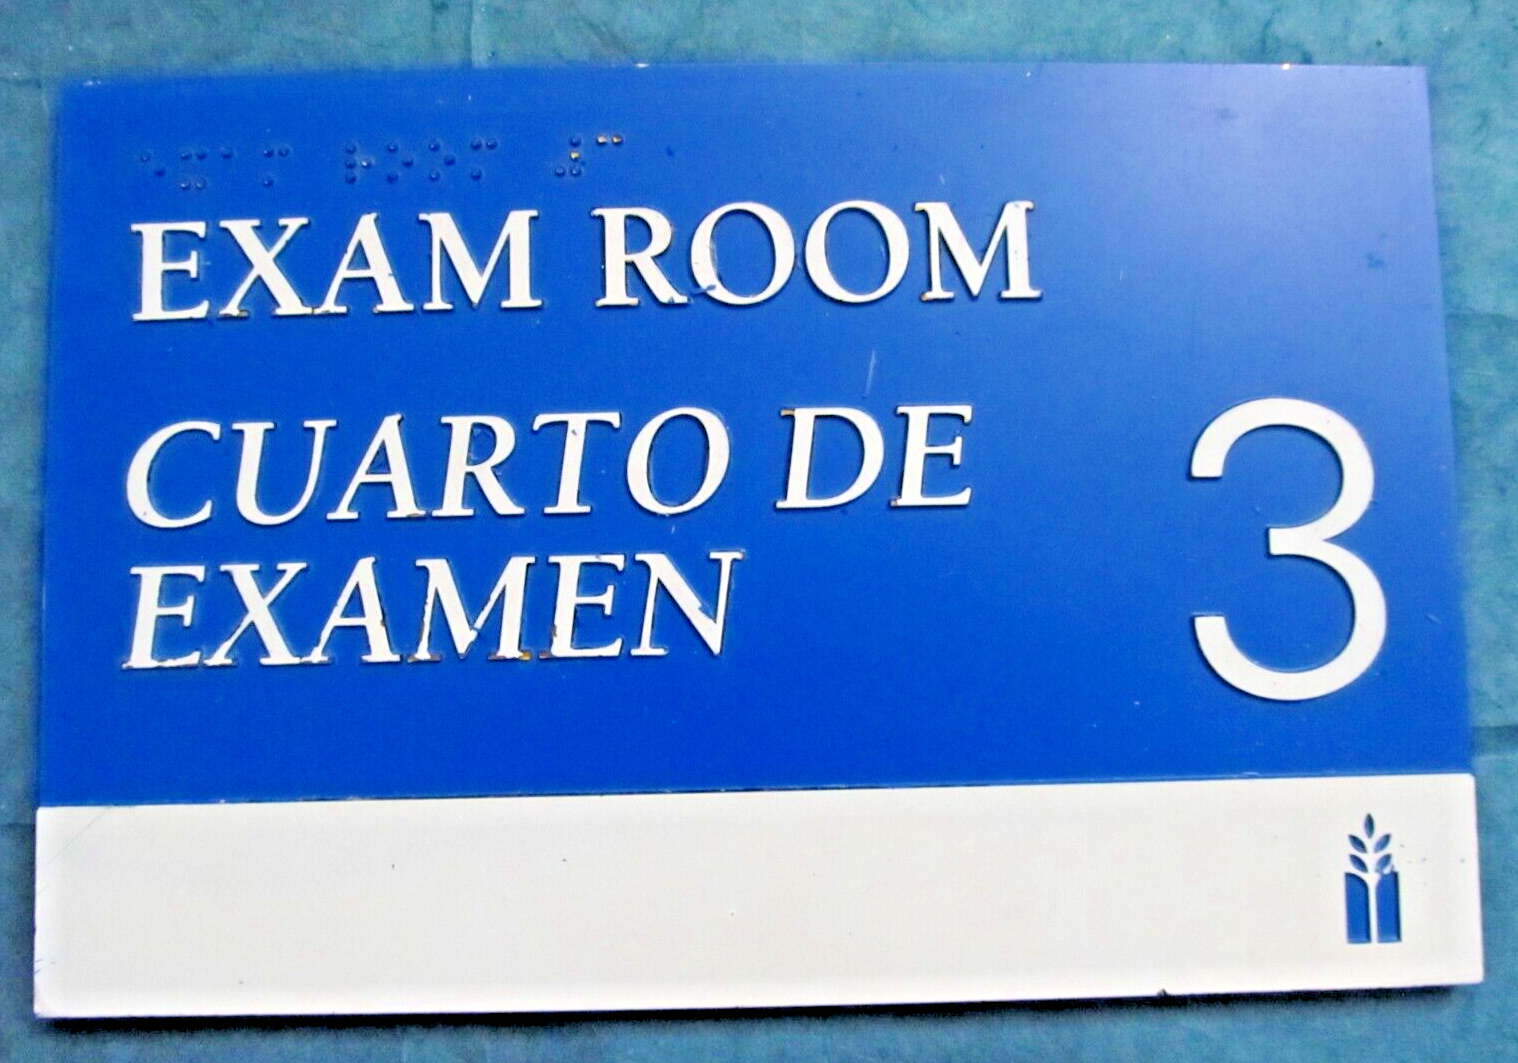 ⠑⠭⠁⠍ ⠗⠕⠕⠍ ⠼⠉
EXAM ROOM
CUARTO DE
EXAMEN
3